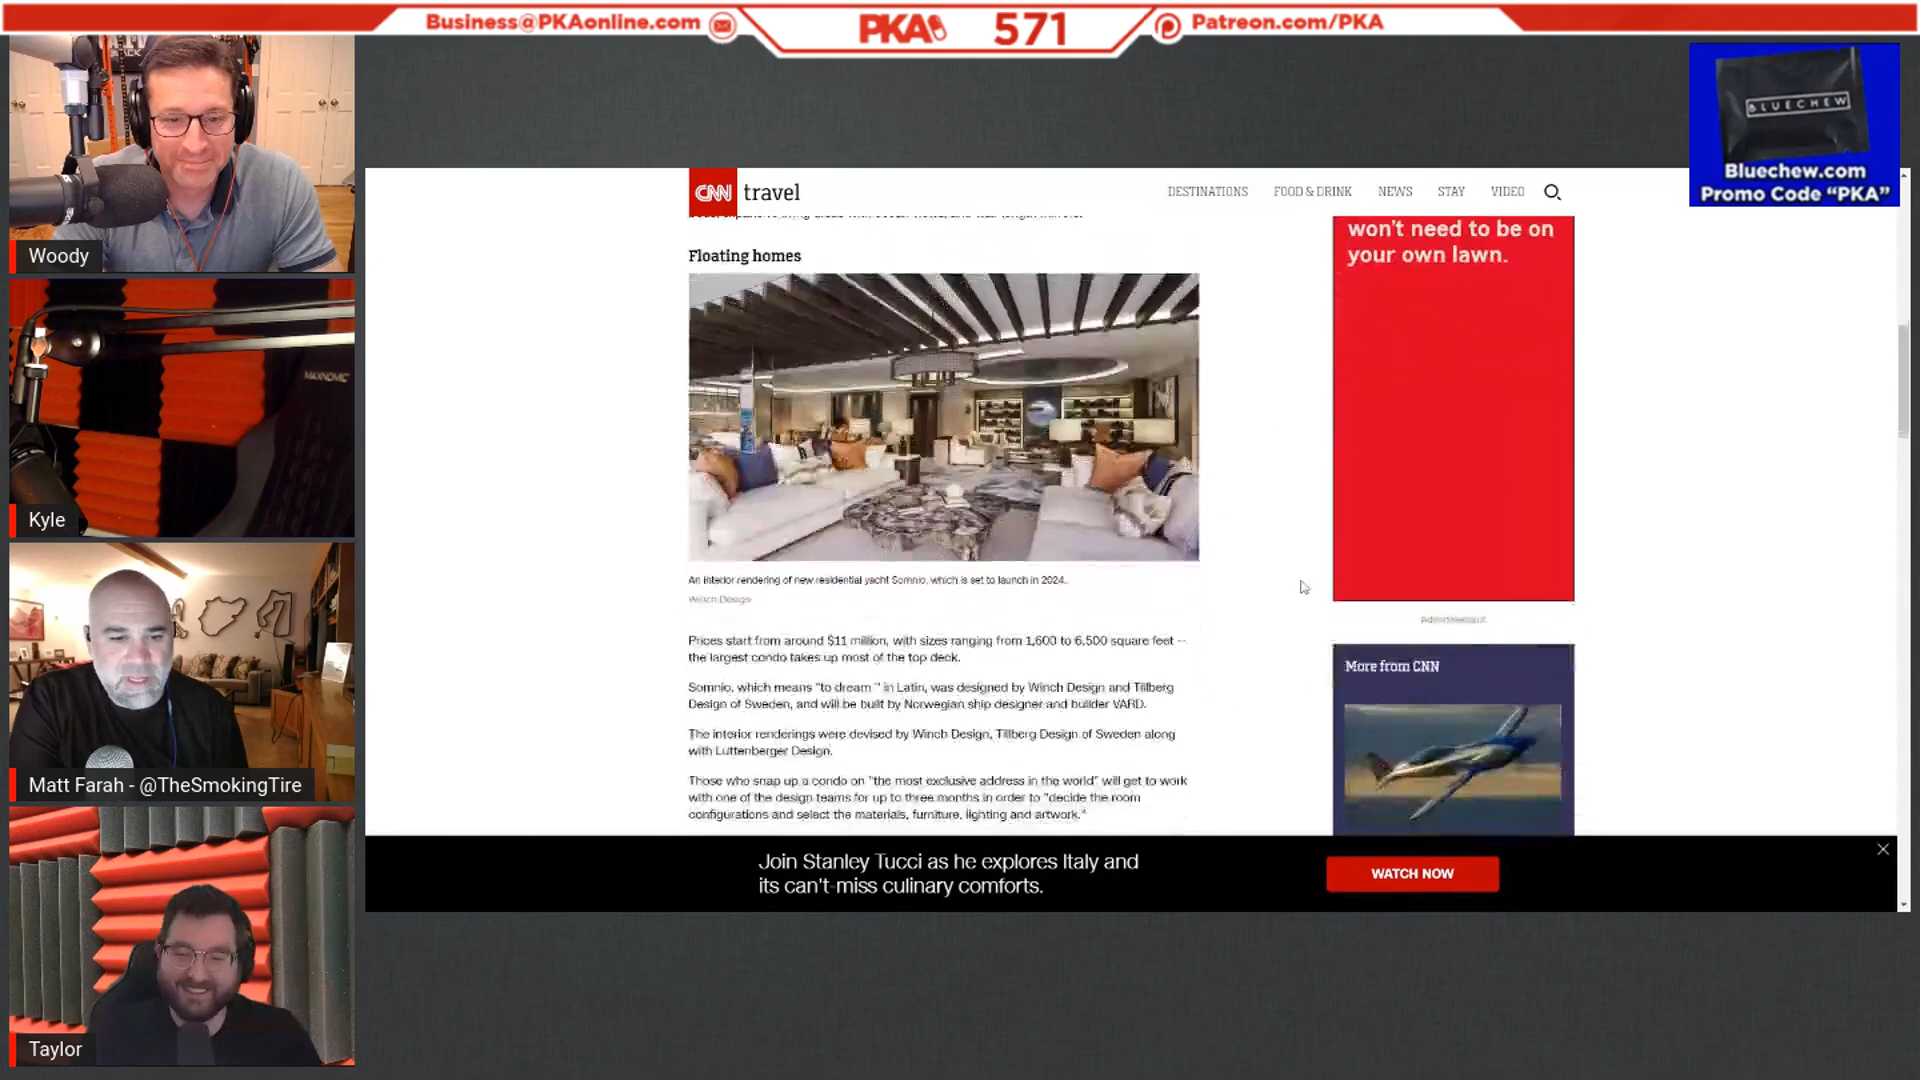 Business@PKAonline.com
PKA 571
Patreon.com/PKA
BLUECHEW
Bluechew.com
Promo Code “PKA”
Woody
Kyle
MAXNOMIC
Matt Farah - @TheSmokingTire
Taylor
CNN travel
DESTINATIONS FOOD & DRINK NEWS STAY VIDEO
Floating homes
An interior rendering of new residential yacht Somnio, which is set to launch in 2024.
Winch Design
Prices start from around $11 million, with sizes ranging from 1,600 to 6,500 square feet --
the largest condo takes up most of the top deck.
Somnio, which means "to dream " in Latin, was designed by Winch Design and Tillberg
Design of Sweden, and will be built by Norwegian ship designer and builder VARD.
The interior renderings were devised by Winch Design, Tillberg Design of Sweden along
with Luttenberger Design.
Those who snap up a condo on "the most exclusive address in the world" will get to work
with one of the design teams for up to three months in order to "decide the room
configurations and select the materials, furniture, lighting and artwork."
won't need to be on
your own lawn.
Advertisement
More from CNN
Join Stanley Tucci as he explores Italy and
its can't-miss culinary comforts.
WATCH NOW